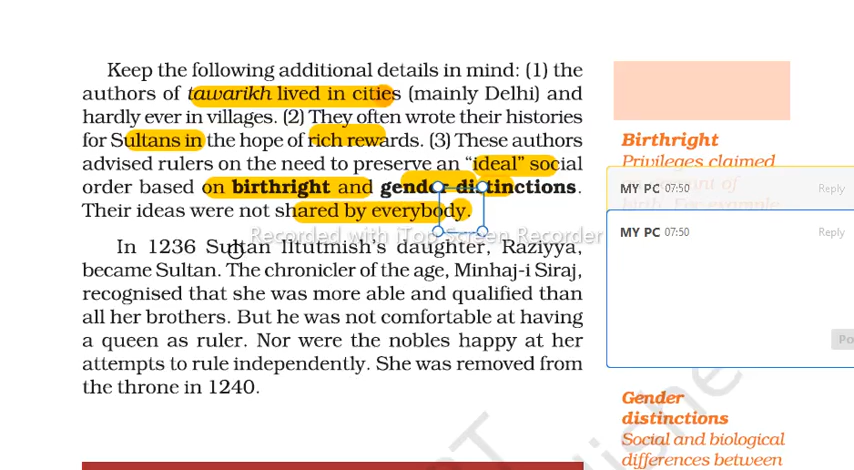 Keep the following additional details in mind: (1) the
authors of tawarikh lived in cities (mainly Delhi) and
hardly ever in villages. (2) They often wrote their histories
for Sultans in the hope of rich rewards. (3) These authors
advised rulers on the need to preserve an “ideal” social
order based on birthright and gender distinctions.
Their ideas were not shared by everybody.
Recorded with iTop Screen Recorder
In 1236 Sultan Iltutmish’s daughter, Raziyya,
became Sultan. The chronicler of the age, Minhaj-i Siraj,
recognised that she was more able and qualified than
all her brothers. But he was not comfortable at having
a queen as ruler. Nor were the nobles happy at her
attempts to rule independently. She was removed from
the throne in 1240.
Birthright
Privileges claimed
on account of
birth. For example
MY PC 07:50 Reply
MY PC 07:50 Reply
Po
Gender
distinctions
Social and biological
differences between